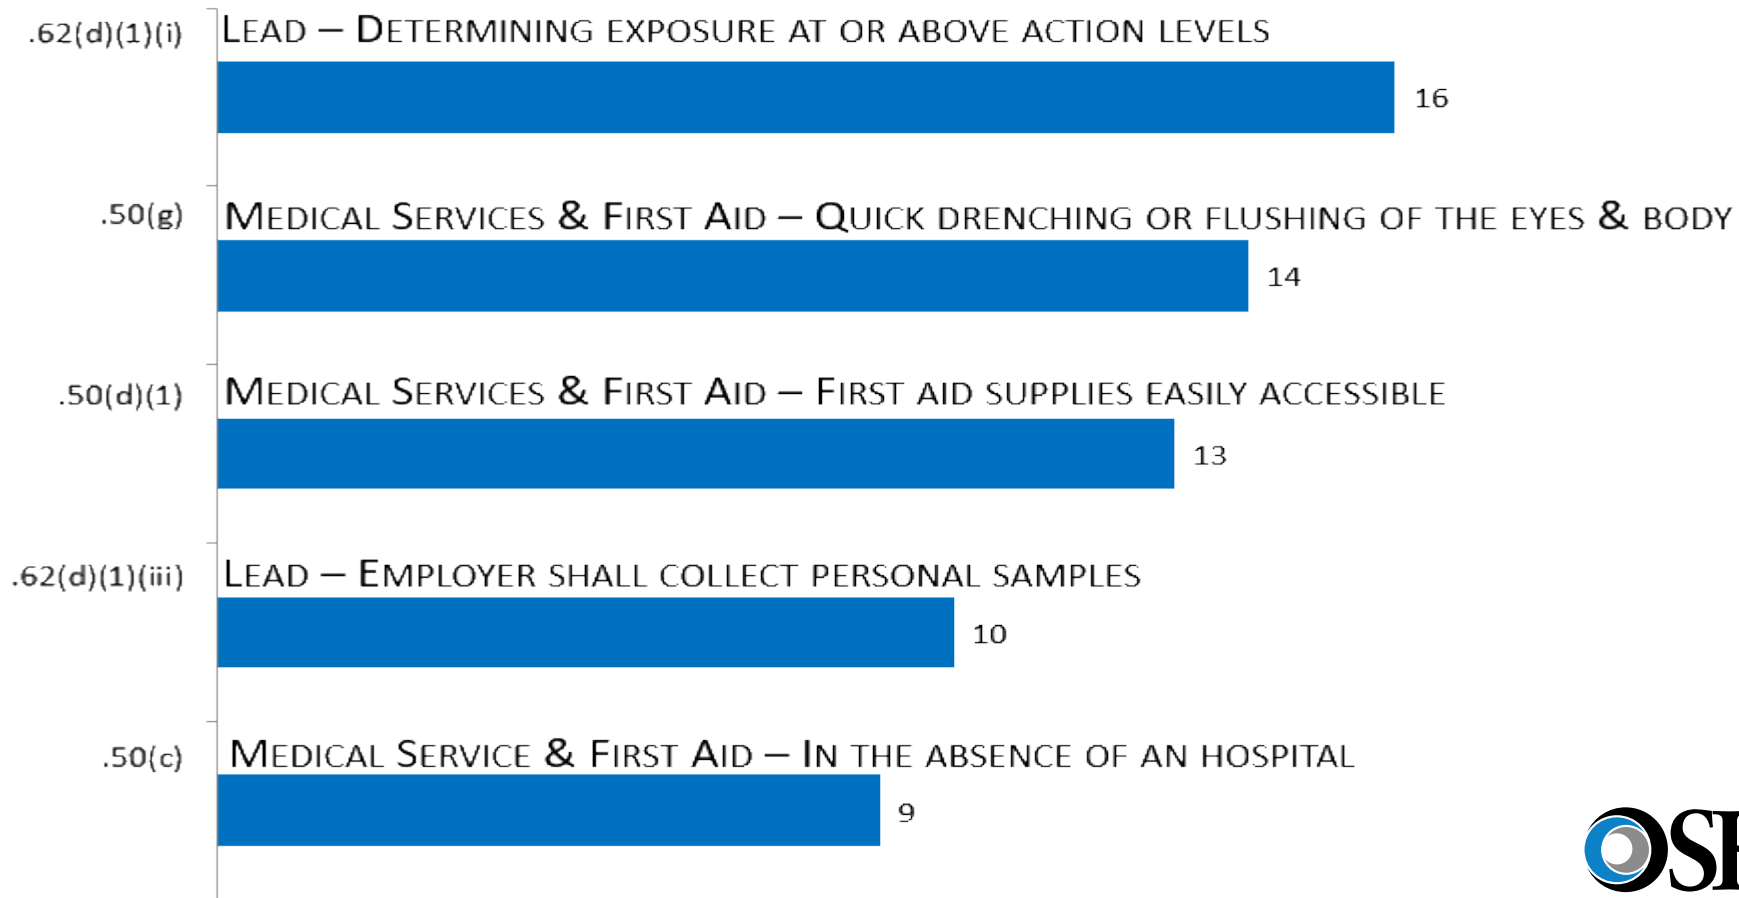 .62(d)(1)(i) LEAD – DETERMINING EXPOSURE AT OR ABOVE ACTION LEVELS
16
.50(g) MEDICAL SERVICES & FIRST AID – QUICK DRENCHING OR FLUSHING OF THE EYES & BODY
14
.50(d)(1) MEDICAL SERVICES & FIRST AID – FIRST AID SUPPLIES EASILY ACCESSIBLE
13
.62(d)(1)(iii) LEAD – EMPLOYER SHALL COLLECT PERSONAL SAMPLES
10
.50(c) MEDICAL SERVICE & FIRST AID – IN THE ABSENCE OF AN HOSPITAL
9